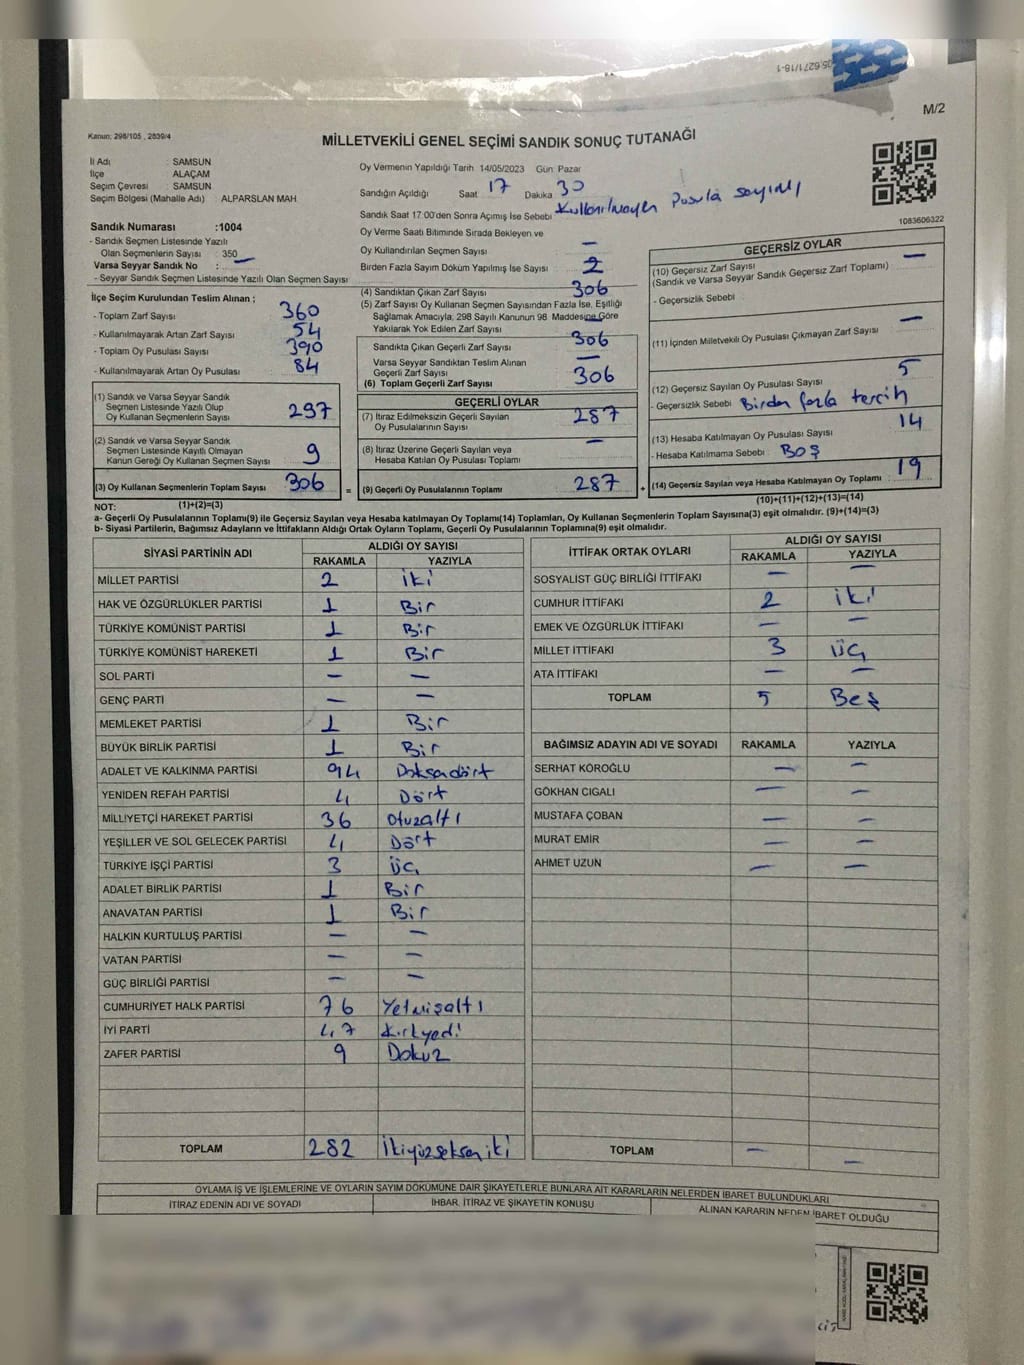 05.627/1/18-1
M/2
Kanun: 298/105 , 2839/4
MİLLETVEKİLİ GENEL SEÇİMİ SANDIK SONUÇ TUTANAĞI
İl Adı : SAMSUN
İlçe : ALAÇAM
Seçim Çevresi : SAMSUN
Seçim Bölgesi (Mahalle Adı) : ALPARSLAN MAH
Oy Vermenin Yapıldığı Tarih 14/05/2023 Gün Pazar
Sandığın Açıldığı Saat 17 Dakika 30
Sandık Saat 17.00'den Sonra Açımış İse Sebebi Kullanılmayan Pusula sayımı
1083606322
Sandık Numarası :1004
- Sandık Seçmen Listesinde Yazılı
Olan Seçmenlerin Sayısı : 350
Varsa Seyyar Sandık No : —
- Seyyar Sandık Seçmen Listesinde Yazılı Olan Seçmen Sayısı
Oy Verme Saati Bitiminde Sırada Bekleyen ve
Oy Kullandırılan Seçmen Sayısı —
Birden Fazla Sayım Döküm Yapılmış İse Sayısı 2
İlçe Seçim Kurulundan Teslim Alınan ;
- Toplam Zarf Sayısı 360
- Kullanılmayarak Artan Zarf Sayısı 54
- Toplam Oy Pusulası Sayısı 390
- Kullanılmayarak Artan Oy Pusulası 84
(4) Sandıktan Çıkan Zarf Sayısı 306
(5) Zarf Sayısı Oy Kullanan Seçmen Sayısından Fazla İse, Eşitliği
Sağlamak Amacıyla, 298 Sayılı Kanunun 98. Maddesine Göre
Yakılarak Yok Edilen Zarf Sayısı —
Sandıkta Çıkan Geçerli Zarf Sayısı 306
Varsa Seyyar Sandıktan Teslim Alınan
Geçerli Zarf Sayısı —
(6) Toplam Geçerli Zarf Sayısı 306
GEÇERSİZ OYLAR
(10) Geçersiz Zarf Sayısı —
(Sandık ve Varsa Seyyar Sandık Geçersiz Zarf Toplamı)
- Geçersizlik Sebebi
(11) İçinden Milletvekili Oy Pusulası Çıkmayan Zarf Sayısı —
(12) Geçersiz Sayılan Oy Pusulası Sayısı 5
- Geçersizlik Sebebi Birden fazla tercih
(13) Hesaba Katılmayan Oy Pusulası Sayısı 14
- Hesaba Katılmama Sebebi BOŞ
(14) Geçersiz Sayılan veya Hesaba Katılmayan Oy Toplamı 19
(10)+(11)+(12)+(13)=(14)
(1) Sandık ve Varsa Seyyar Sandık
Seçmen Listesinde Yazılı Olup
Oy Kullanan Seçmenlerin Sayısı 297
(2) Sandık ve Varsa Seyyar Sandık
Seçmen Listesinde Kayıtlı Olmayan
Kanun Gereği Oy Kullanan Seçmen Sayısı 9
(3) Oy Kullanan Seçmenlerin Toplam Sayısı 306
(1)+(2)=(3)
GEÇERLİ OYLAR
(7) İtiraz Edilmeksizin Geçerli Sayılan
Oy Pusulalarının Sayısı 287
(8) İtiraz Üzerine Geçerli Sayılan veya
Hesaba Katılan Oy Pusulası Toplamı —
= (9) Geçerli Oy Pusulalarının Toplamı 287 +
NOT:
a- Geçerli Oy Pusulalarının Toplamı(9) ile Geçersiz Sayılan veya Hesaba katılmayan Oy Toplamı(14) Toplamları, Oy Kullanan Seçmenlerin Toplam Sayısına(3) eşit olmalıdır. (9)+(14)=(3)
b- Siyasi Partilerin, Bağımsız Adayların ve İttifakların Aldığı Ortak Oyların Toplamı, Geçerli Oy Pusulalarının Toplamına(9) eşit olmalıdır.
SİYASİ PARTİNİN ADI ALDIĞI OY SAYISI
RAKAMLA YAZIYLA
MİLLET PARTİSİ 2 İki
HAK VE ÖZGÜRLÜKLER PARTİSİ 1 Bir
TÜRKİYE KOMÜNİST PARTİSİ 1 Bir
TÜRKİYE KOMÜNİST HAREKETİ 1 Bir
SOL PARTİ — —
GENÇ PARTİ — —
MEMLEKET PARTİSİ 1 Bir
BÜYÜK BİRLİK PARTİSİ 1 Bir
ADALET VE KALKINMA PARTİSİ 94 Doksandört
YENİDEN REFAH PARTİSİ 4 Dört
MİLLİYETÇİ HAREKET PARTİSİ 36 otuzaltı
YEŞİLLER VE SOL GELECEK PARTİSİ 4 Dört
TÜRKİYE İŞÇİ PARTİSİ 3 Üç
ADALET BİRLİK PARTİSİ 1 Bir
ANAVATAN PARTİSİ 1 Bir
HALKIN KURTULUŞ PARTİSİ — —
VATAN PARTİSİ — —
GÜÇ BİRLİĞİ PARTİSİ — —
CUMHURİYET HALK PARTİSİ 76 Yetmişaltı
İYİ PARTİ 47 Kırkyedi
ZAFER PARTİSİ 9 Dokuz
TOPLAM 282 İkiyüzseksen iki
İTTİFAK ORTAK OYLARI ALDIĞI OY SAYISI
RAKAMLA YAZIYLA
SOSYALİST GÜÇ BİRLİĞİ İTTİFAKI — —
CUMHUR İTTİFAKI 2 iki
EMEK VE ÖZGÜRLÜK İTTİFAKI — —
MİLLET İTTİFAKI 3 ÜÇ
ATA İTTİFAKI — —
TOPLAM 5 Beş
BAĞIMSIZ ADAYIN ADI VE SOYADI RAKAMLA YAZIYLA
SERHAT KÖROĞLU — —
GÖKHAN CIGALI — —
MUSTAFA ÇOBAN — —
MURAT EMİR — —
AHMET UZUN — —
TOPLAM — —
OYLAMA İŞ VE İŞLEMLERİNE VE OYLARIN SAYIM DÖKÜMÜNE DAİR ŞİKAYETLERLE BUNLARA AİT KARARLARIN NELERDEN İBARET BULUNDUKLARI
İTİRAZ EDENİN ADI VE SOYADI İHBAR, İTİRAZ VE ŞİKAYETİN KONUSU ALINAN KARARIN NEDEN İBARET OLDUĞU